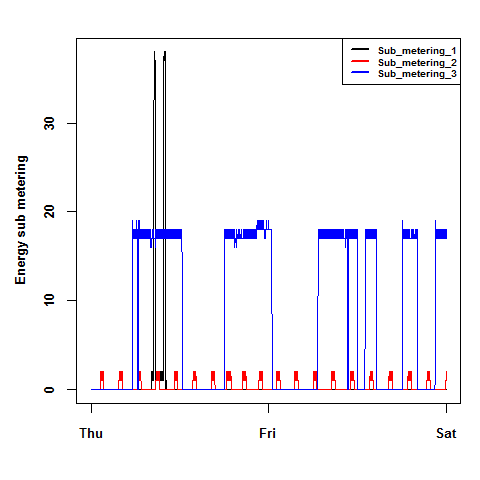 Sub_metering_1
Sub_metering_2
Sub_metering_3
Energy sub metering
30
20
10
0
Thu Fri Sat